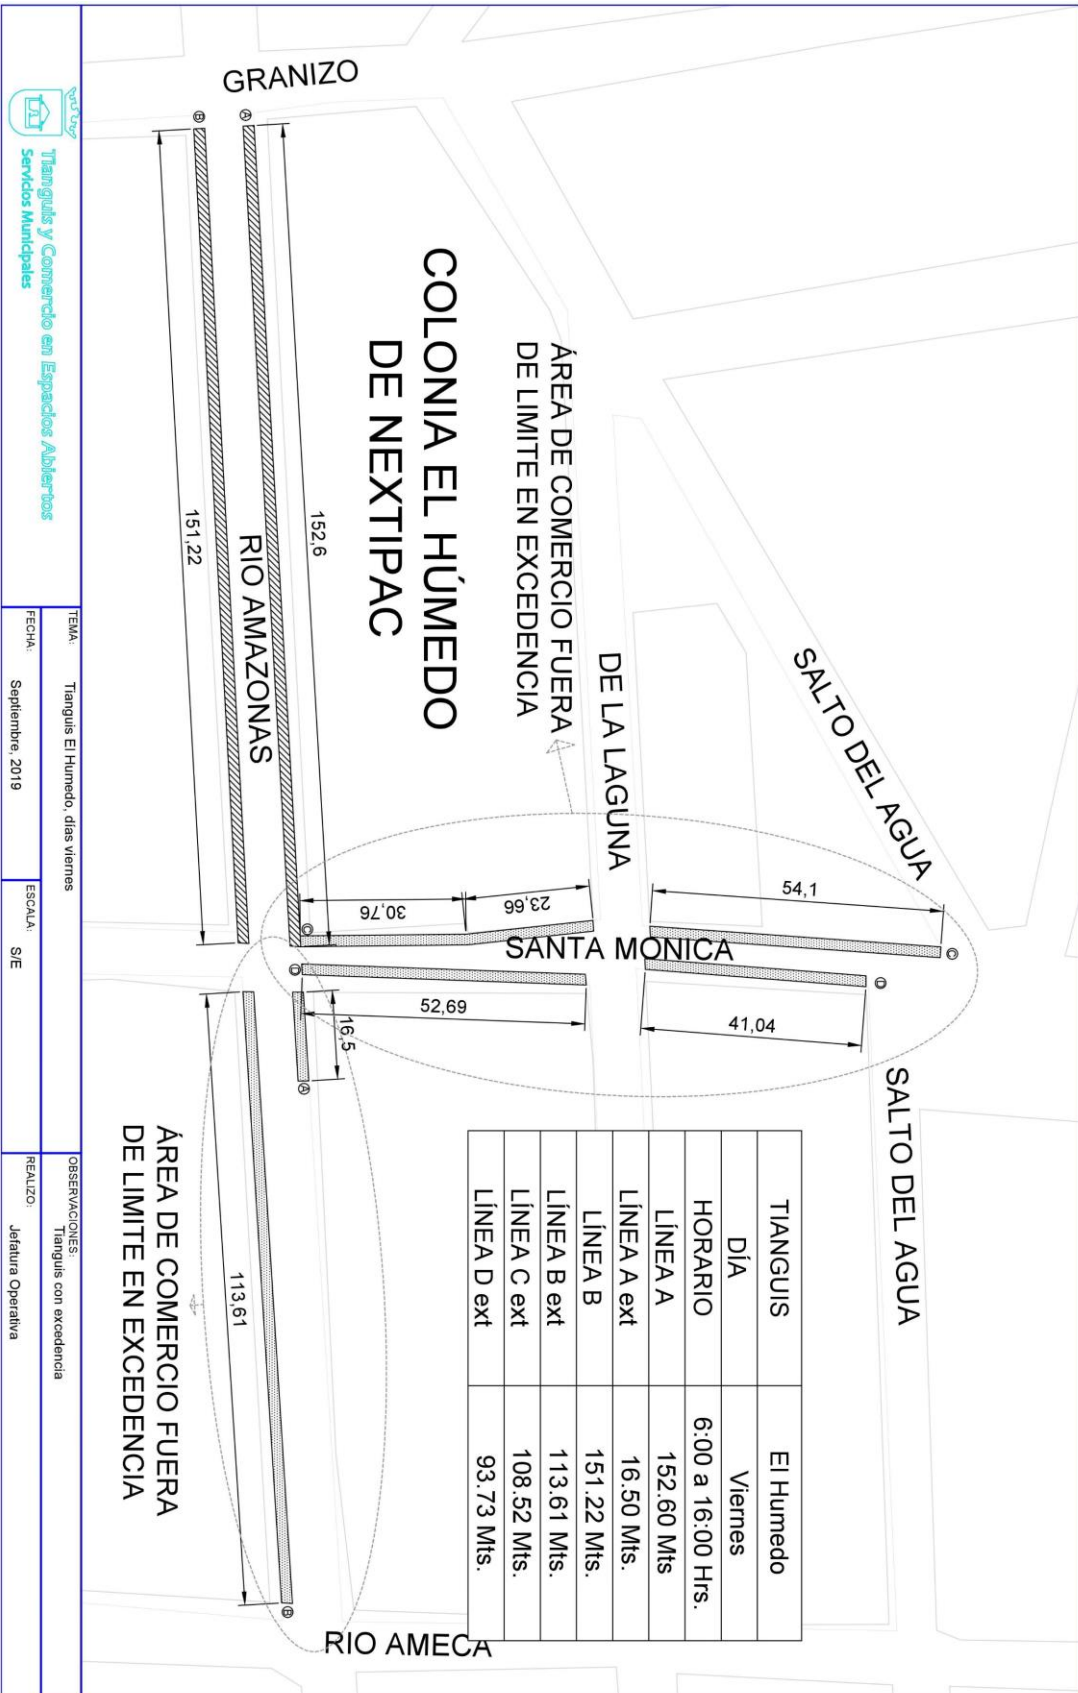 SALTO DEL AGUA
SALTO DEL AGUA
DE LA LAGUNA
SANTA MONICA
GRANIZO
RIO AMAZONAS
RIO AMECA
ÁREA DE COMERCIO FUERA
DE LIMITE EN EXCEDENCIA
COLONIA EL HÚMEDO
DE NEXTIPAC
TIANGUIS El Humedo
DÍA Viernes
HORARIO 6:00 a 16:00 Hrs.
LÍNEA A 152.60 Mts
LÍNEA A ext 16.50 Mts.
LÍNEA B 151.22 Mts.
LÍNEA B ext 113.61 Mts.
LÍNEA C ext 108.52 Mts.
LÍNEA D ext 93.73 Mts.
54,1
41,04
23,66
30,76
52,69
16,5
152,6
151,22
113,61
A
B
C
D
C
D
A
B
ÁREA DE COMERCIO FUERA
DE LIMITE EN EXCEDENCIA
Tianguis y Comercio en Espacios Abiertos
Servicios Municipales
TEMA: Tianguis El Humedo, días viernes
FECHA: Septiembre, 2019
ESCALA: S/E
OBSERVACIONES:
Tianguis con excedencia
REALIZO: Jefatura Operativa